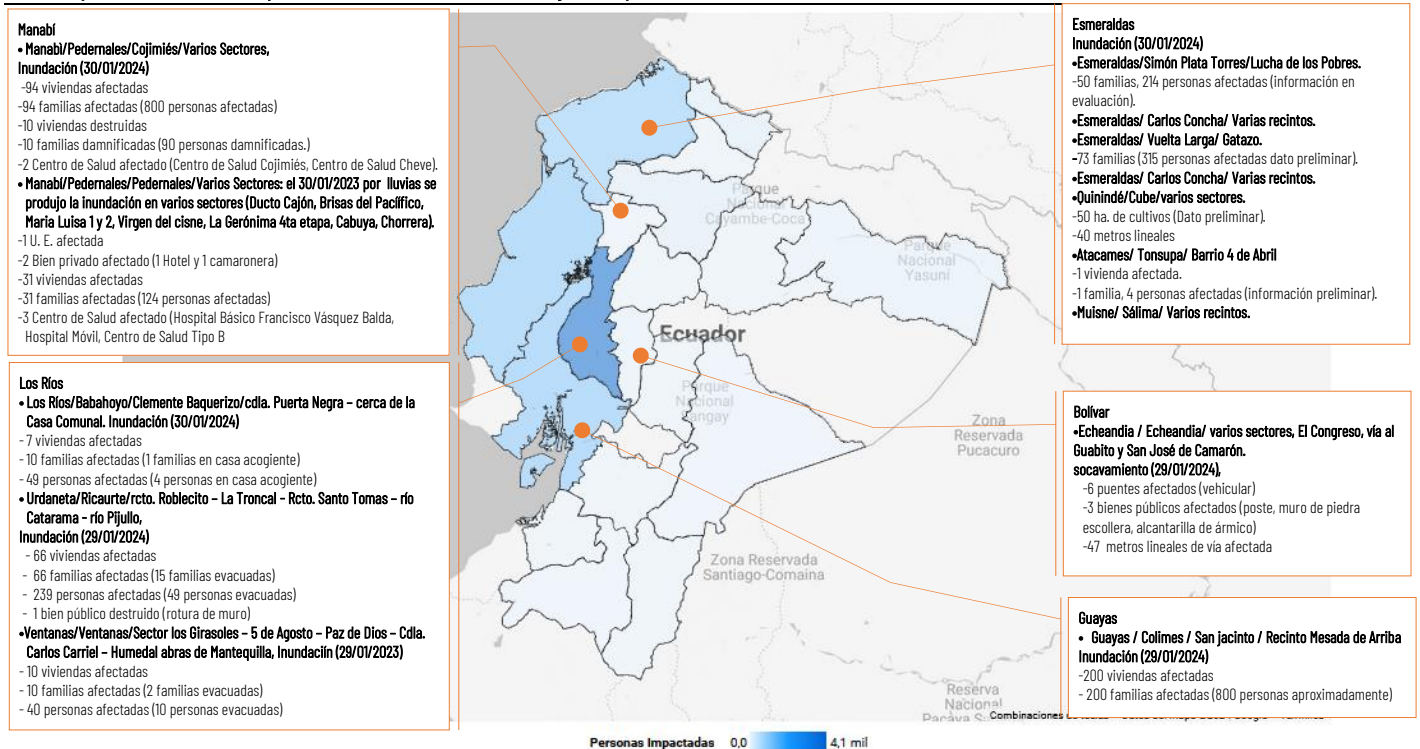 Manabí
• Manabí/Pedernales/Cojimiés/Varios Sectores,
Inundación (30/01/2024)
-94 viviendas afectadas
-94 familias afectadas (800 personas afectadas)
-10 viviendas destruidas
-10 familias damnificadas (90 personas damnificadas.)
-2 Centro de Salud afectado (Centro de Salud Cojimiés, Centro de Salud Cheve).
• Manabí/Pedernales/Pedernales/Varios Sectores: el 30/01/2023 por lluvias se
produjo la inundación en varios sectores (Ducto Cajón, Brisas del Pacífico,
Maria Luisa 1 y 2, Virgen del cisne, La Gerónima 4ta etapa, Cabuya, Chorrera).
-1 U. E. afectada
-2 Bien privado afectado (1 Hotel y 1 camaronera)
-31 viviendas afectadas
-31 familias afectadas (124 personas afectadas)
-3 Centro de Salud afectado (Hospital Básico Francisco Vásquez Balda,
Hospital Móvil, Centro de Salud Tipo B
Los Ríos
• Los Ríos/Babahoyo/Clemente Baquerizo/cdla. Puerta Negra – cerca de la
Casa Comunal. Inundación (30/01/2024)
- 7 viviendas afectadas
- 10 familias afectadas (1 familias en casa acogiente)
- 49 personas afectadas (4 personas en casa acogiente)
• Urdaneta/Ricaurte/rcto. Roblecito – La Troncal - Rcto. Santo Tomas – río
Catarama - río Pijullo,
Inundación (29/01/2024)
- 66 viviendas afectadas
- 66 familias afectadas (15 familias evacuadas)
- 239 personas afectadas (49 personas evacuadas)
- 1 bien público destruido (rotura de muro)
•Ventanas/Ventanas/Sector los Girasoles – 5 de Agosto – Paz de Dios – Cdla.
Carlos Carriel – Humedal abras de Mantequilla, Inundaciín (29/01/2023)
- 10 viviendas afectadas
- 10 familias afectadas (2 familias evacuadas)
- 40 personas afectadas (10 personas evacuadas)
Parque
Nacional
Cayambe-Coca
Parque
Nacional
Yasuní
Ecuador
Parque
Nacional
Sangay
Zona
Reservada
Pucacuro
Zona Reservada
Santiago-Comaina
Reserva
Nacional
Pacaya S
Combinaciones
Personas Impactadas 0,0 4,1 mil
Esmeraldas
Inundación (30/01/2024)
•Esmeraldas/Simón Plata Torres/Lucha de los Pobres.
-50 familias, 214 personas afectadas (información en
evaluación).
•Esmeraldas/ Carlos Concha/ Varias recintos.
•Esmeraldas/ Vuelta Larga/ Gatazo.
-73 familias (315 personas afectadas dato preliminar).
•Esmeraldas/ Carlos Concha/ Varias recintos.
•Quinindé/Cube/varios sectores.
-50 ha. de cultivos (Dato preliminar).
-40 metros lineales
•Atacames/ Tonsupa/ Barrio 4 de Abril
-1 vivienda afectada.
-1 familia, 4 personas afectadas (información preliminar).
•Muisne/ Sálima/ Varios recintos.
Bolívar
•Echeandia / Echeandia/ varios sectores, El Congreso, vía al
Guabito y San José de Camarón.
socavamiento (29/01/2024),
-6 puentes afectados (vehicular)
-3 bienes públicos afectados (poste, muro de piedra
escollera, alcantarilla de ármico)
-47 metros lineales de vía afectada
Guayas
• Guayas / Colimes / San jacinto / Recinto Mesada de Arriba
Inundación (29/01/2024)
-200 viviendas afectadas
- 200 familias afectadas (800 personas aproximadamente)